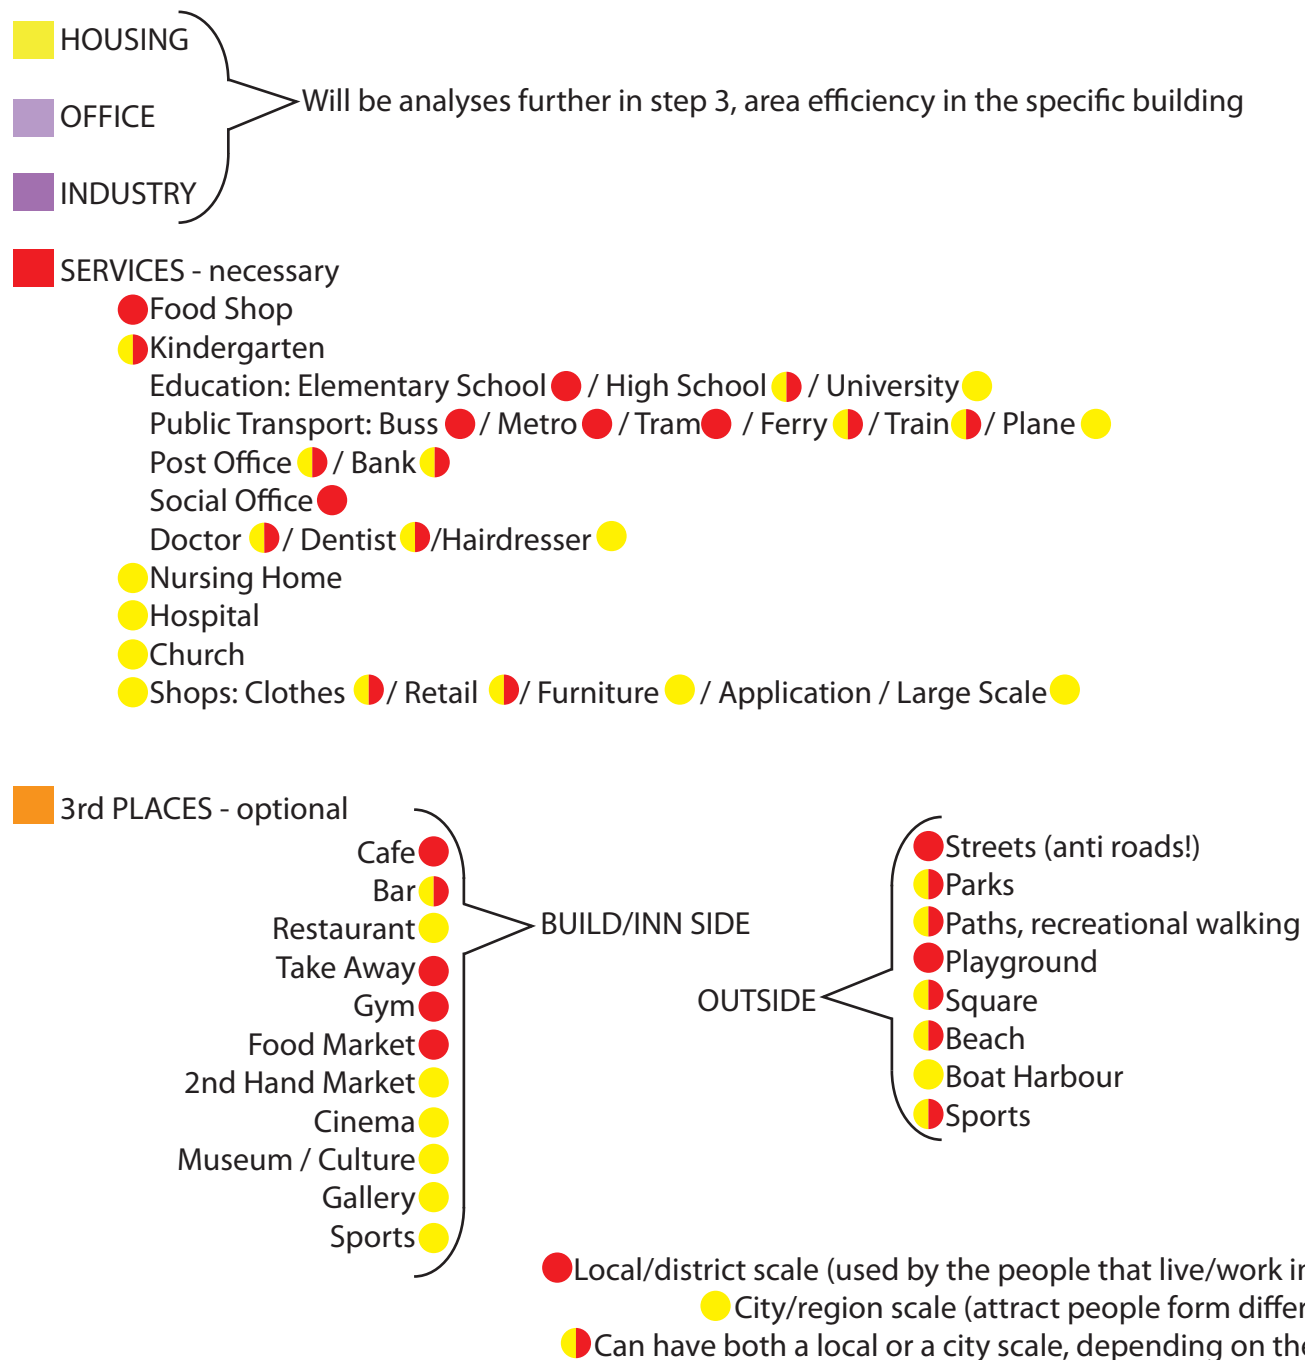 HOUSING
OFFICE
INDUSTRY
Will be analyses further in step 3, area efficiency in the specific building
SERVICES - necessary
Food Shop
Kindergarten
Education: Elementary School / High School / University
Public Transport: Buss / Metro / Tram / Ferry / Train / Plane
Post Office / Bank
Social Office
Doctor / Dentist /Hairdresser
Nursing Home
Hospital
Church
Shops: Clothes / Retail / Furniture / Application / Large Scale
3rd PLACES - optional
Cafe
Bar
Restaurant
Take Away
Gym
Food Market
2nd Hand Market
Cinema
Museum / Culture
Gallery
Sports
BUILD/INN SIDE
OUTSIDE
Streets (anti roads!)
Parks
Paths, recreational walking
Playground
Square
Beach
Boat Harbour
Sports
Local/district scale (used by the people that live/work
City/region scale (attract people form
Can have both a local or a city scale, depending on